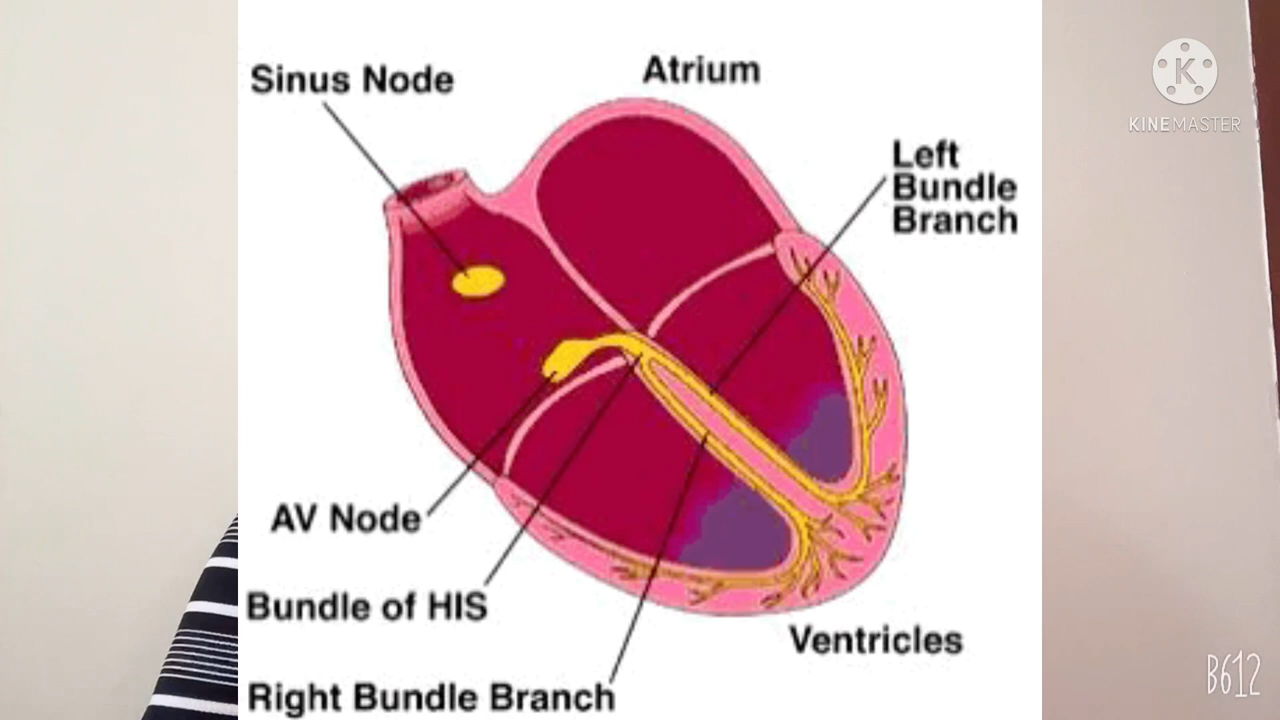 Sinus Node
Atrium
Left
Bundle
Branch
AV Node
Bundle of HIS
Right Bundle Branch
Ventricles
K
KINEMASTER
B612